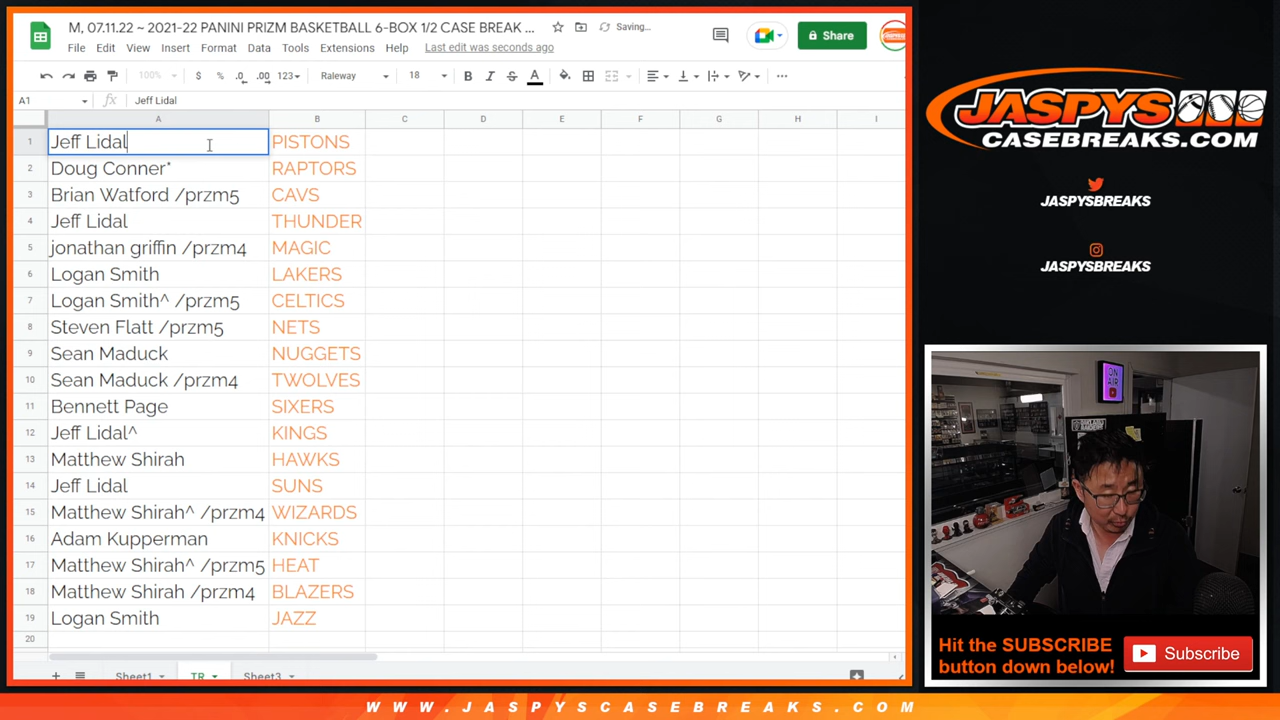 M, 07.11.22 ~ 2021-22 PANINI PRIZM BASKETBALL 6-BOX 1/2 CASE BREAK ...
Saving...
Share
File Edit View Insert Format Data Tools Extensions Help Last edit was seconds ago
100% $ % .0 .00 123 Raleway 18 B I S A
A1 fx Jeff Lidal
A B C D E F G H I
1 Jeff Lidal PISTONS
2 Doug Conner* RAPTORS
3 Brian Watford /przm5 CAVS
4 Jeff Lidal THUNDER
5 jonathan griffin /przm4 MAGIC
6 Logan Smith LAKERS
7 Logan Smith^ /przm5 CELTICS
8 Steven Flatt /przm5 NETS
9 Sean Maduck NUGGETS
10 Sean Maduck /przm4 TWOLVES
11 Bennett Page SIXERS
12 Jeff Lidal^ KINGS
13 Matthew Shirah HAWKS
14 Jeff Lidal SUNS
15 Matthew Shirah^ /przm4 WIZARDS
16 Adam Kupperman KNICKS
17 Matthew Shirah^ /przm5 HEAT
18 Matthew Shirah /przm4 BLAZERS
19 Logan Smith JAZZ
20
Sheet1 TR Sheet3
JASPYS
CASEBREAKS.COM
JASPYSBREAKS
JASPYSBREAKS
ON AIR
Hit the SUBSCRIBE
button down below!
Subscribe
WWW.JASPYSCASEBREAKS.COM